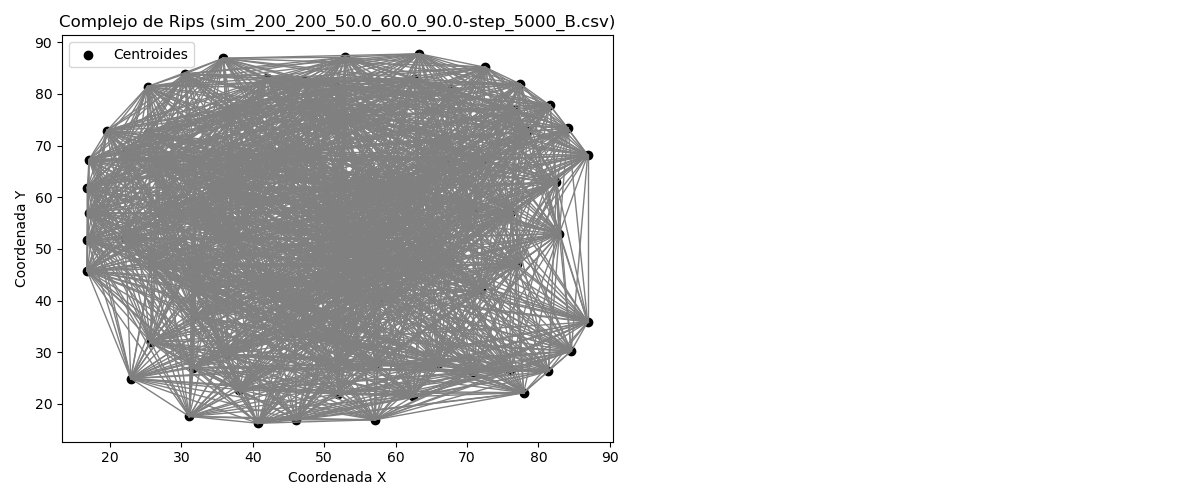 Complejo de Rips (sim_200_200_50.0_60.0_90.0-step_5000_B.csv)
Centroides
90
80
70
60
50
40
30
20
Coordenada Y
20 30 40 50 60 70 80 90
Coordenada X